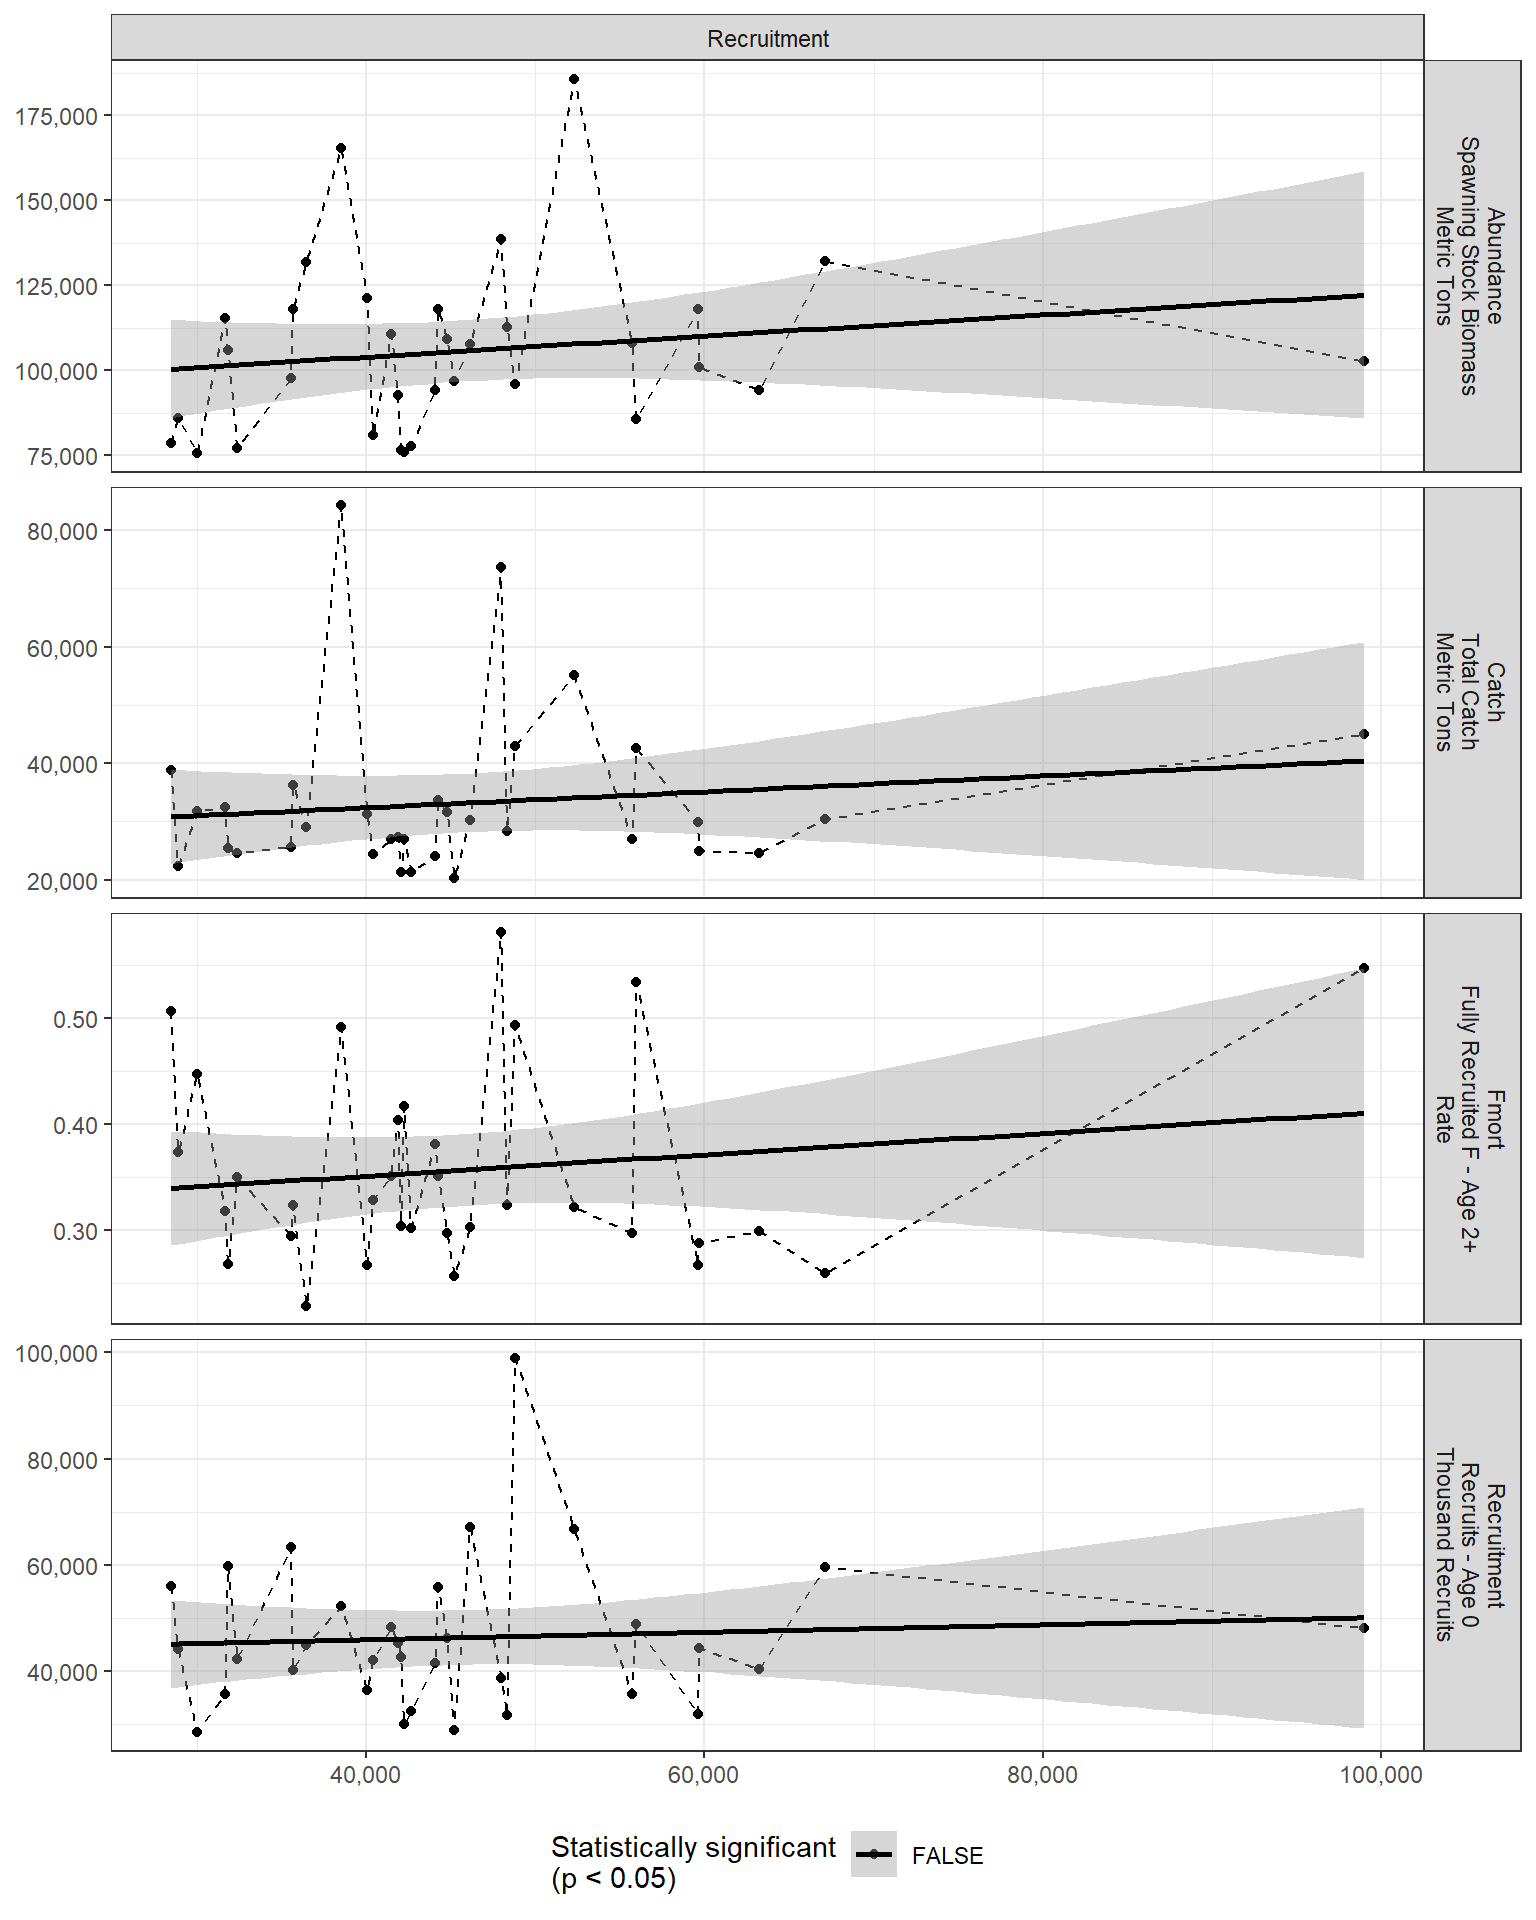 Recruitment
175,000
150,000
125,000
100,000
75,000
Abundance
Spawning Stock Biomass
Metric Tons
80,000
60,000
40,000
20,000
Catch
Total Catch
Metric Tons
0.50
0.40
0.30
Fmort
Fully Recruited F - Age 2+
Rate
100,000
80,000
60,000
40,000
Recruitment
Recruits - Age 0
Thousand Recruits
40,000
60,000
80,000
100,000
Statistically significant
(p < 0.05)
FALSE